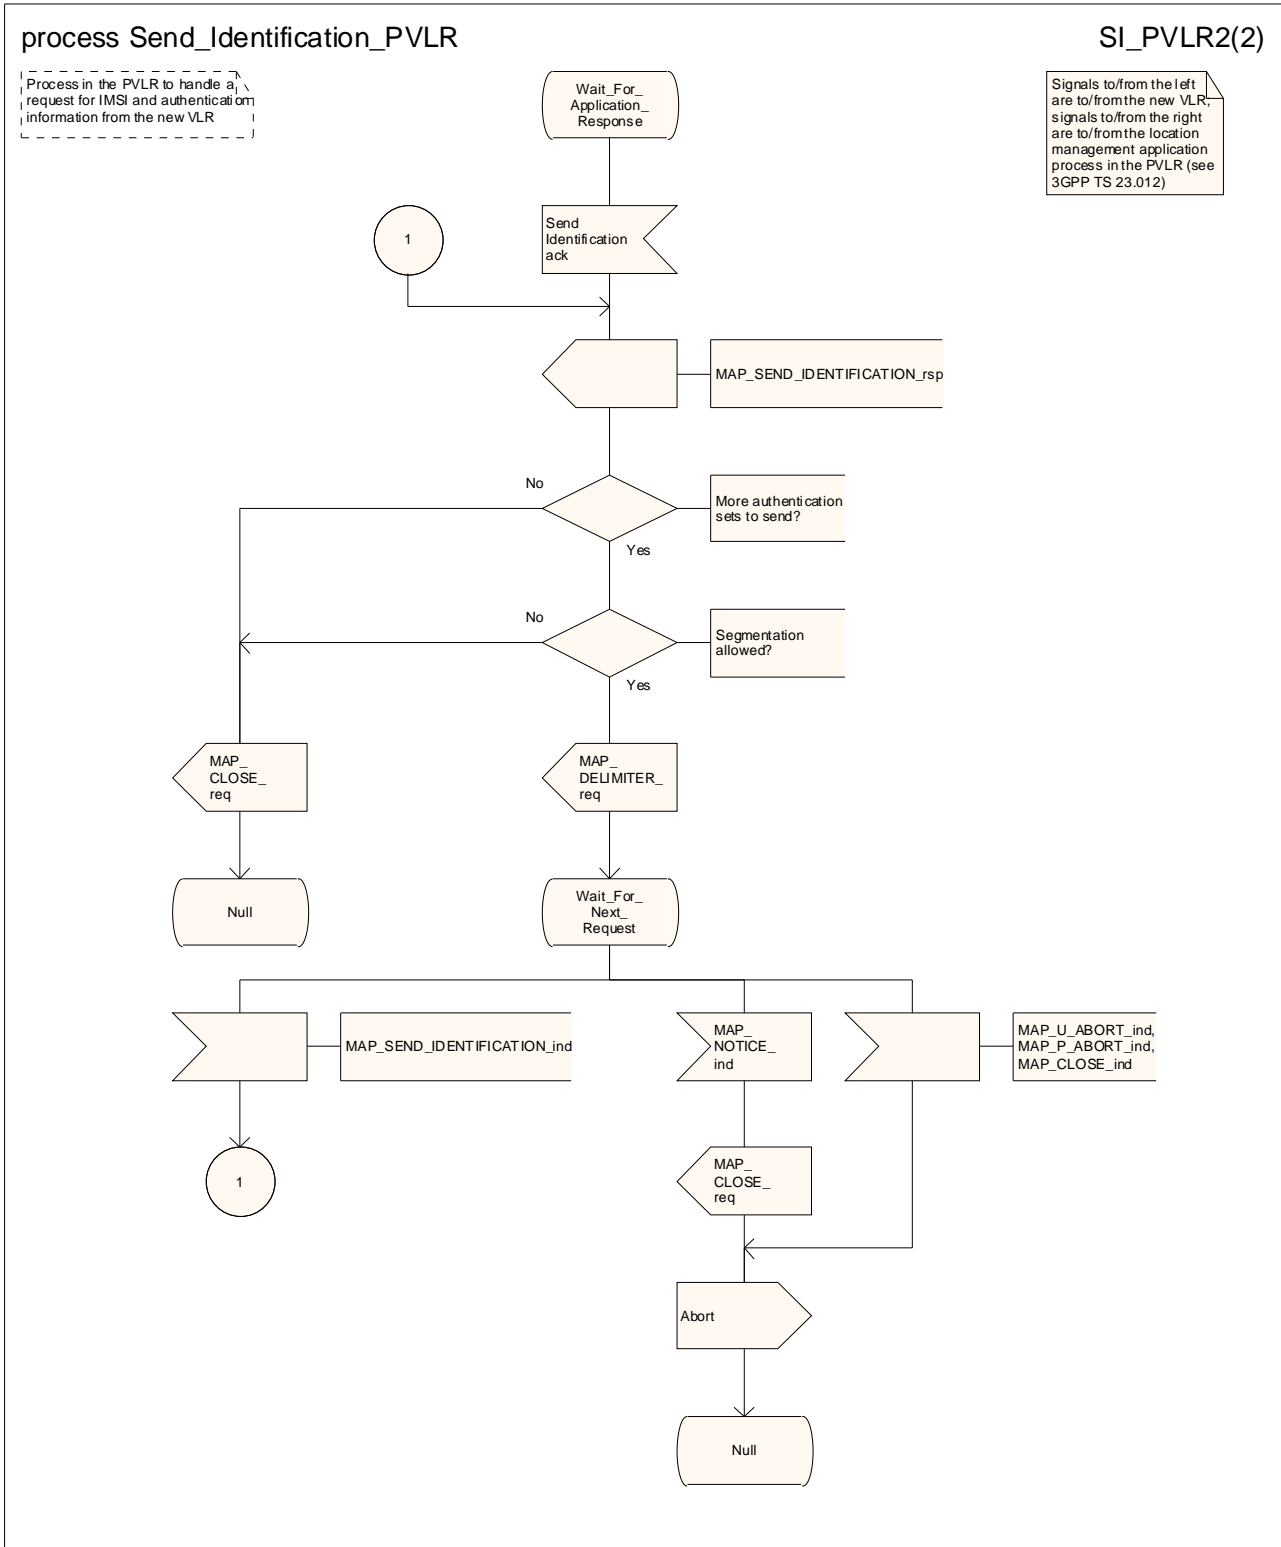 process Send_Identification_PVLR
SI_PVLR2(2)
Process in the PVLR to handle a
request for IMSI and authentication
information from the new VLR
Wait_For_
Application_
Response
Signals to/from the left
are to/from the new VLR;
signals to/from the right
are to/from the location
management application
process in the PVLR (see
3GPP TS 23.012)
1
Send
Identification
ack
MAP_SEND_IDENTIFICATION_rsp
No
More authentication
sets to send?
Yes
No
Segmentation
allowed?
Yes
MAP_
CLOSE_
req
MAP_
DELIMITER_
req
Null
Wait_For_
Next_
Request
MAP_SEND_IDENTIFICATION_ind
MAP_
NOTICE_
ind
MAP_U_ABORT_ind,
MAP_P_ABORT_ind,
MAP_CLOSE_ind
1
MAP_
CLOSE_
req
Abort
Null